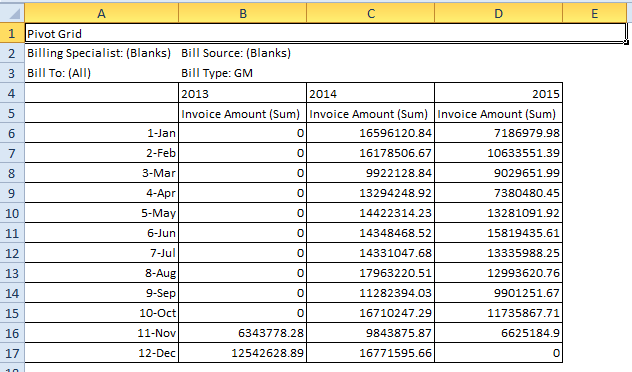 A B C D E
1 Pivot Grid
2 Billing Specialist: (Blanks) Bill Source: (Blanks)
3 Bill To: (All) Bill Type: GM
4 2013 2014 2015
5 Invoice Amount (Sum) Invoice Amount (Sum) Invoice Amount (Sum)
6 1-Jan 0 16596120.84 7186979.98
7 2-Feb 0 16178506.67 10633551.39
8 3-Mar 0 9922128.84 9029651.99
9 4-Apr 0 13294248.92 7380480.45
10 5-May 0 14422314.23 13281091.92
11 6-Jun 0 14348468.52 15819435.61
12 7-Jul 0 14331047.68 13335988.25
13 8-Aug 0 17963220.51 12993620.76
14 9-Sep 0 11282394.03 9901251.67
15 10-Oct 0 16710247.29 11735867.71
16 11-Nov 6343778.28 9843875.87 6625184.9
17 12-Dec 12542628.89 16771595.66 0